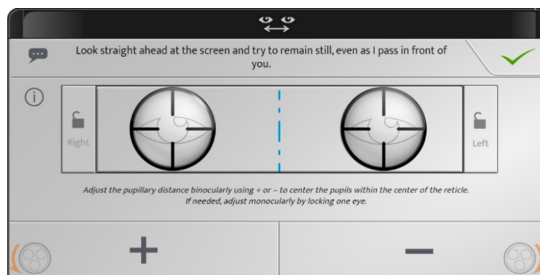 Look straight ahead at the screen and try to remain still, even as I pass in front of
you.
Right
Left
Adjust the pupillary distance binocularly using + or – to center the pupils within the center of the reticle.
If needed, adjust monocularly by locking one eye.